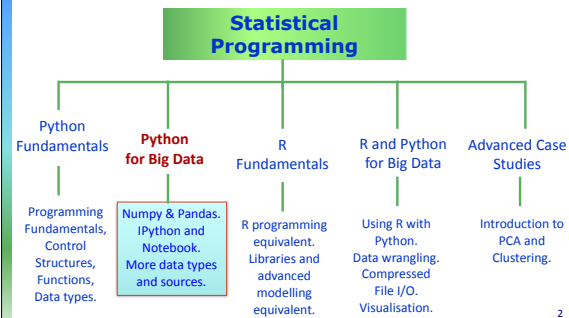 Statistical
Programming
Python
Fundamentals
Python
for Big Data
R
Fundamentals
R and Python
for Big Data
Advanced Case
Studies
Programming
Fundamentals,
Control
Structures,
Functions,
Data types.
Numpy & Pandas.
IPython and
Notebook.
More data types
and sources.
R programming
equivalent.
Libraries and
advanced
modelling
equivalent.
Using R with
Python.
Data wrangling.
Compressed
File I/O.
Visualisation.
Introduction to
PCA and
Clustering.
2